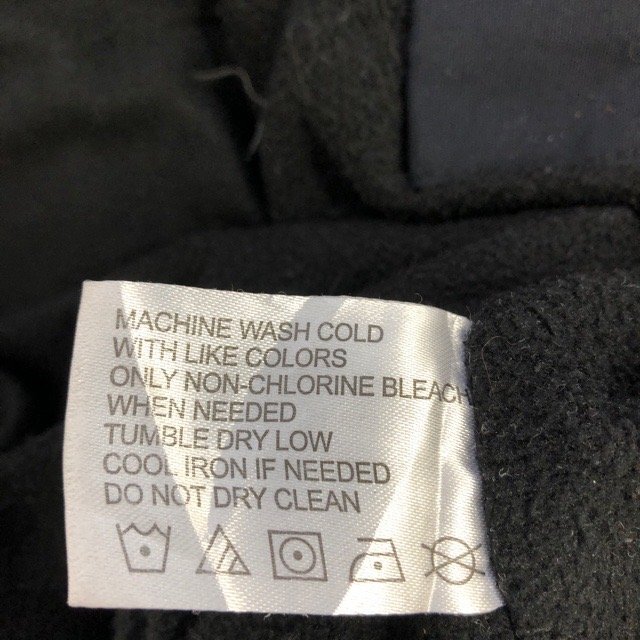 MACHINE WASH COLD
WITH LIKE COLORS
ONLY NON-CHLORINE BLEACH
WHEN NEEDED
TUMBLE DRY LOW
COOL IRON IF NEEDED
DO NOT DRY CLEAN